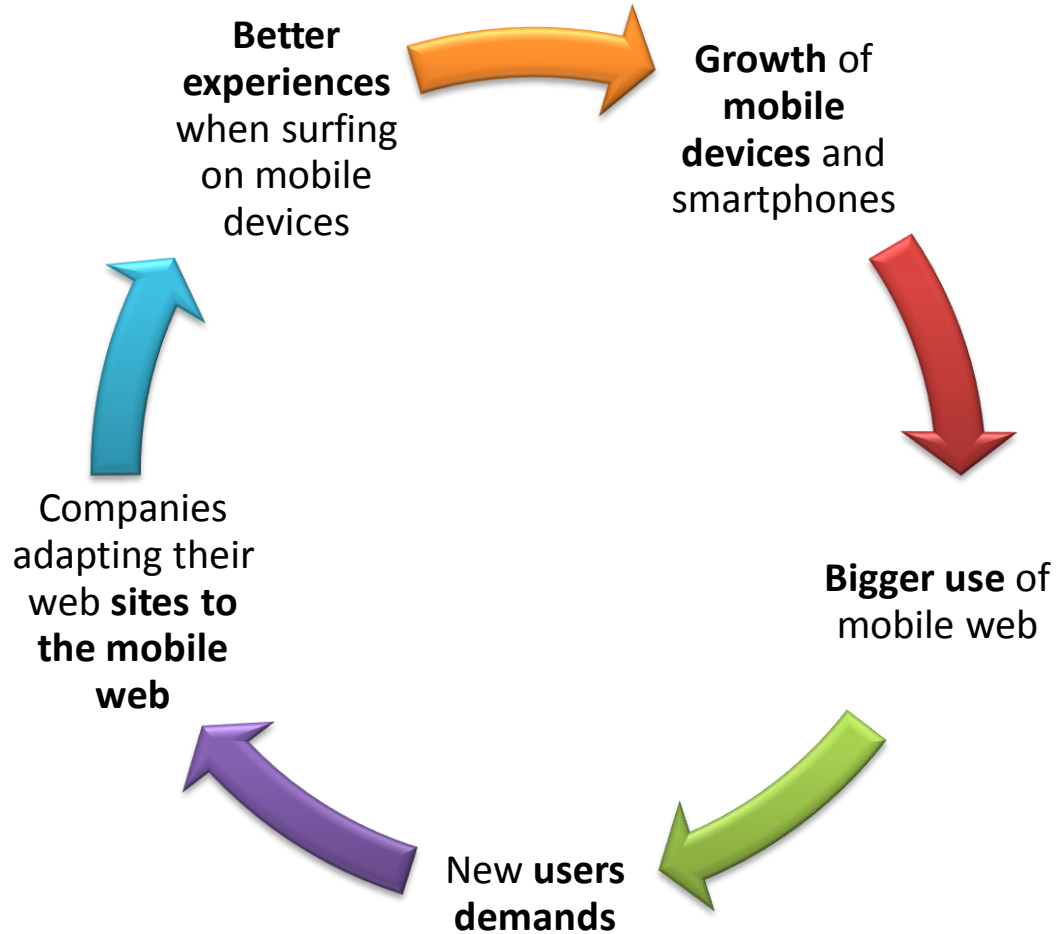 Better
experiences
when surfing
on mobile
devices
Growth of
mobile
devices and
smartphones
Bigger use of
mobile web
New users
demands
Companies
adapting their
web sites to
the mobile
web